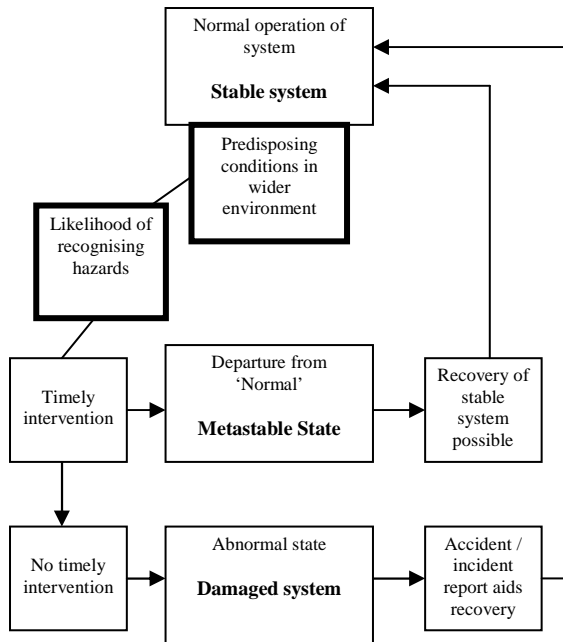 Normal operation of
system
Stable system
Predisposing
conditions in
wider
environment
Likelihood of
recognising
hazards
Timely
intervention
Departure from
‘Normal’
Metastable State
Recovery of
stable
system
possible
No timely
intervention
Abnormal state
Damaged system
Accident /
incident
report aids
recovery